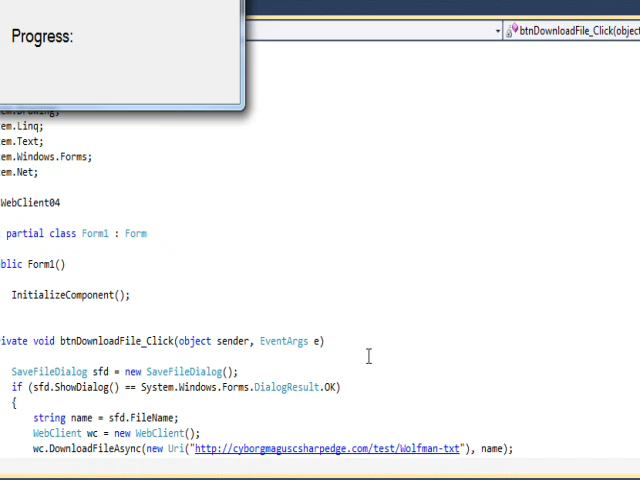 Progress:
btnDownloadFile_Click(object
em.Drawing;
em.Linq;
em.Text;
em.Windows.Forms;
em.Net;
WebClient04
partial class Form1 : Form
blic Form1()
InitializeComponent();
ivate void btnDownloadFile_Click(object sender, EventArgs e)
SaveFileDialog sfd = new SaveFileDialog();
if (sfd.ShowDialog() == System.Windows.Forms.DialogResult.OK)
{
string name = sfd.FileName;
WebClient wc = new WebClient();
wc.DownloadFileAsync(new Uri("http://cyborgmaguscsharpedge.com/test/Wolfman-txt"), name);